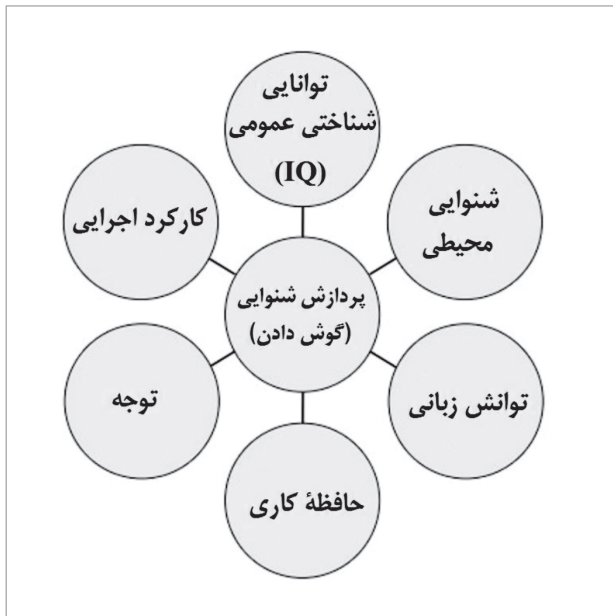 توانایی
شناختی عمومی
(IQ)
شنوایی
محیطی
کارکرد اجرایی
پردازش شنوایی
(گوش دادن)
توانش زبانی
توجه
حافظهٔ کاری